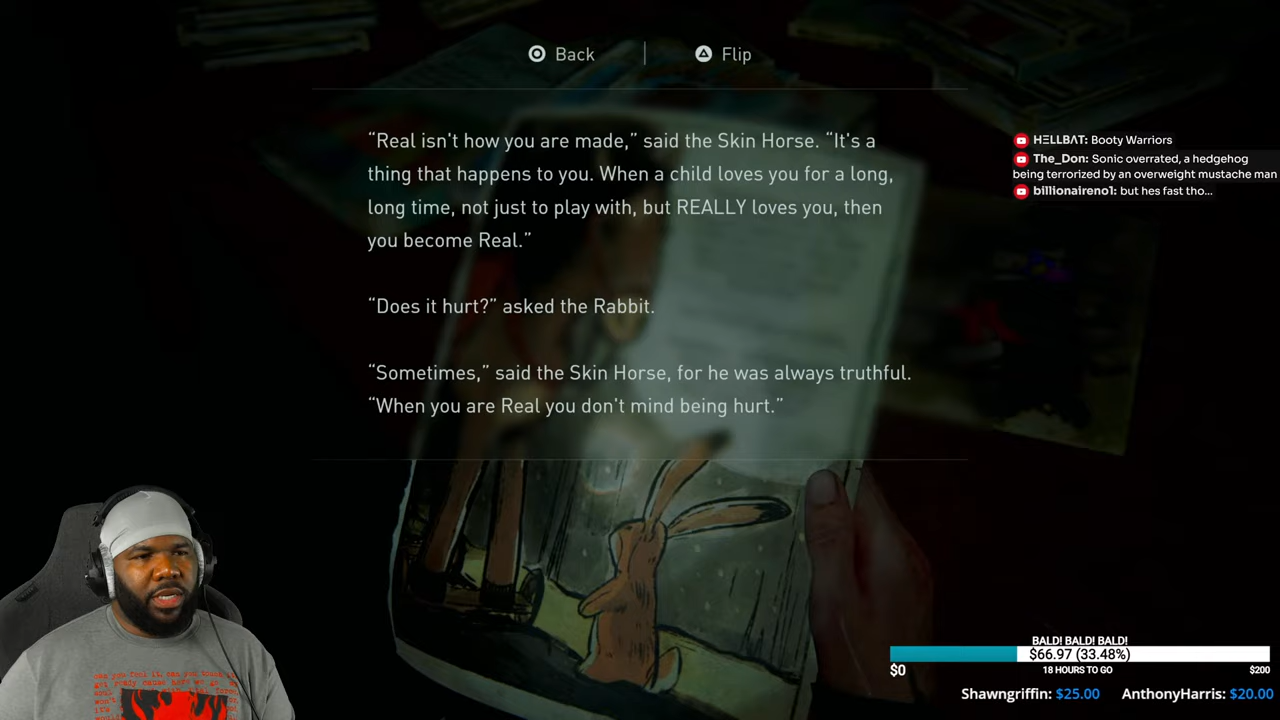 Back
Flip
“Real isn't how you are made,” said the Skin Horse. “It's a
thing that happens to you. When a child loves you for a long,
long time, not just to play with, but REALLY loves you, then
you become Real.”
“Does it hurt?” asked the Rabbit.
“Sometimes,” said the Skin Horse, for he was always truthful.
“When you are Real you don't mind being hurt.”
HΞLLBΛT: Booty Warriors
The_Don: Sonic overrated, a hedgehog
being terrorized by an overweight mustache man
billionaireno1: but hes fast tho...
BALD! BALD! BALD!
$66.97 (33.48%)
$0
18 HOURS TO GO
$200
Shawngriffin: $25.00
AnthonyHarris: $20.00